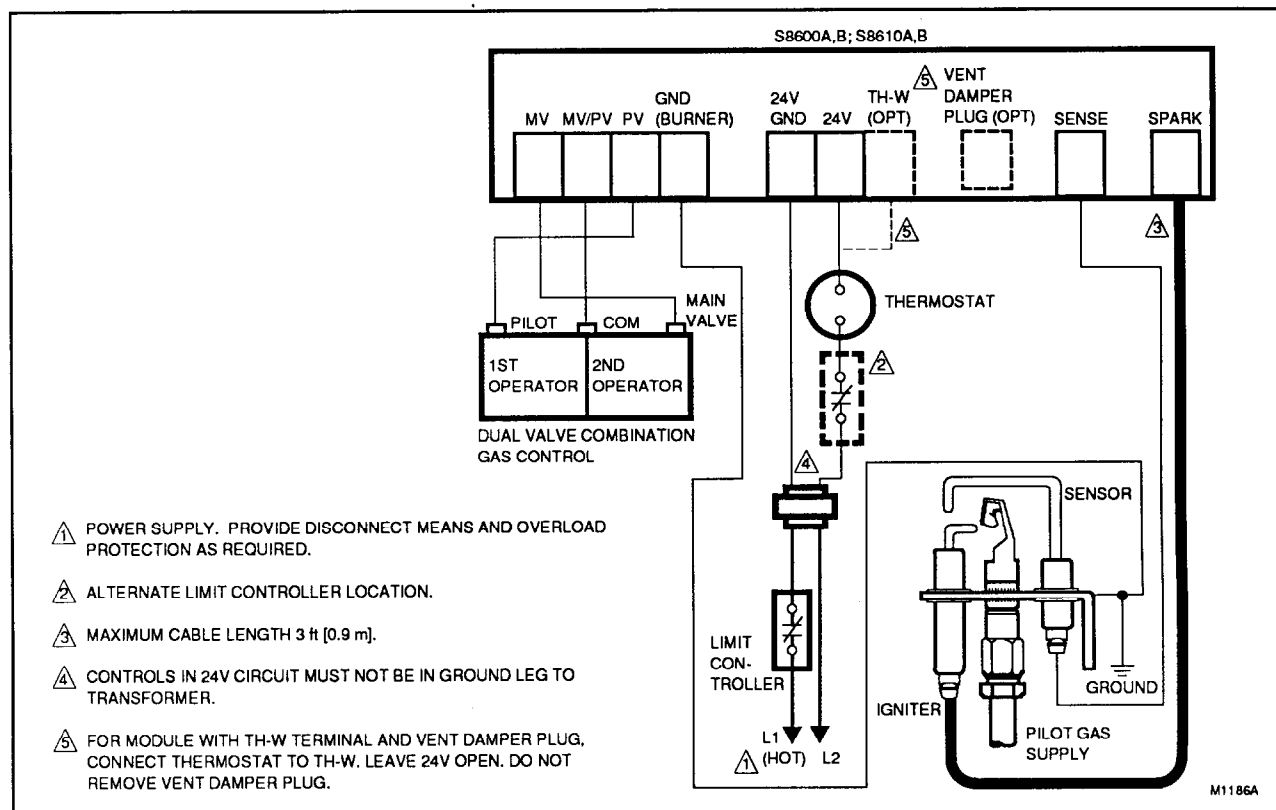 S8600A,B; S8610A,B
MV
MV/PV
PV
GND
(BURNER)
24V
GND
24V
TH-W
(OPT)
5
VENT
DAMPER
PLUG (OPT)
SENSE
SPARK
5
3
THERMOSTAT
2
PILOT
COM
MAIN
VALVE
1ST
OPERATOR
2ND
OPERATOR
DUAL VALVE COMBINATION
GAS CONTROL
4
SENSOR
LIMIT
CON-
TROLLER
IGNITER
GROUND
PILOT GAS
SUPPLY
1
L1
(HOT)
L2
1 POWER SUPPLY. PROVIDE DISCONNECT MEANS AND OVERLOAD
PROTECTION AS REQUIRED.
2 ALTERNATE LIMIT CONTROLLER LOCATION.
3 MAXIMUM CABLE LENGTH 3 ft [0.9 m].
4 CONTROLS IN 24V CIRCUIT MUST NOT BE IN GROUND LEG TO
TRANSFORMER.
5 FOR MODULE WITH TH-W TERMINAL AND VENT DAMPER PLUG,
CONNECT THERMOSTAT TO TH-W. LEAVE 24V OPEN. DO NOT
REMOVE VENT DAMPER PLUG.
M1186A